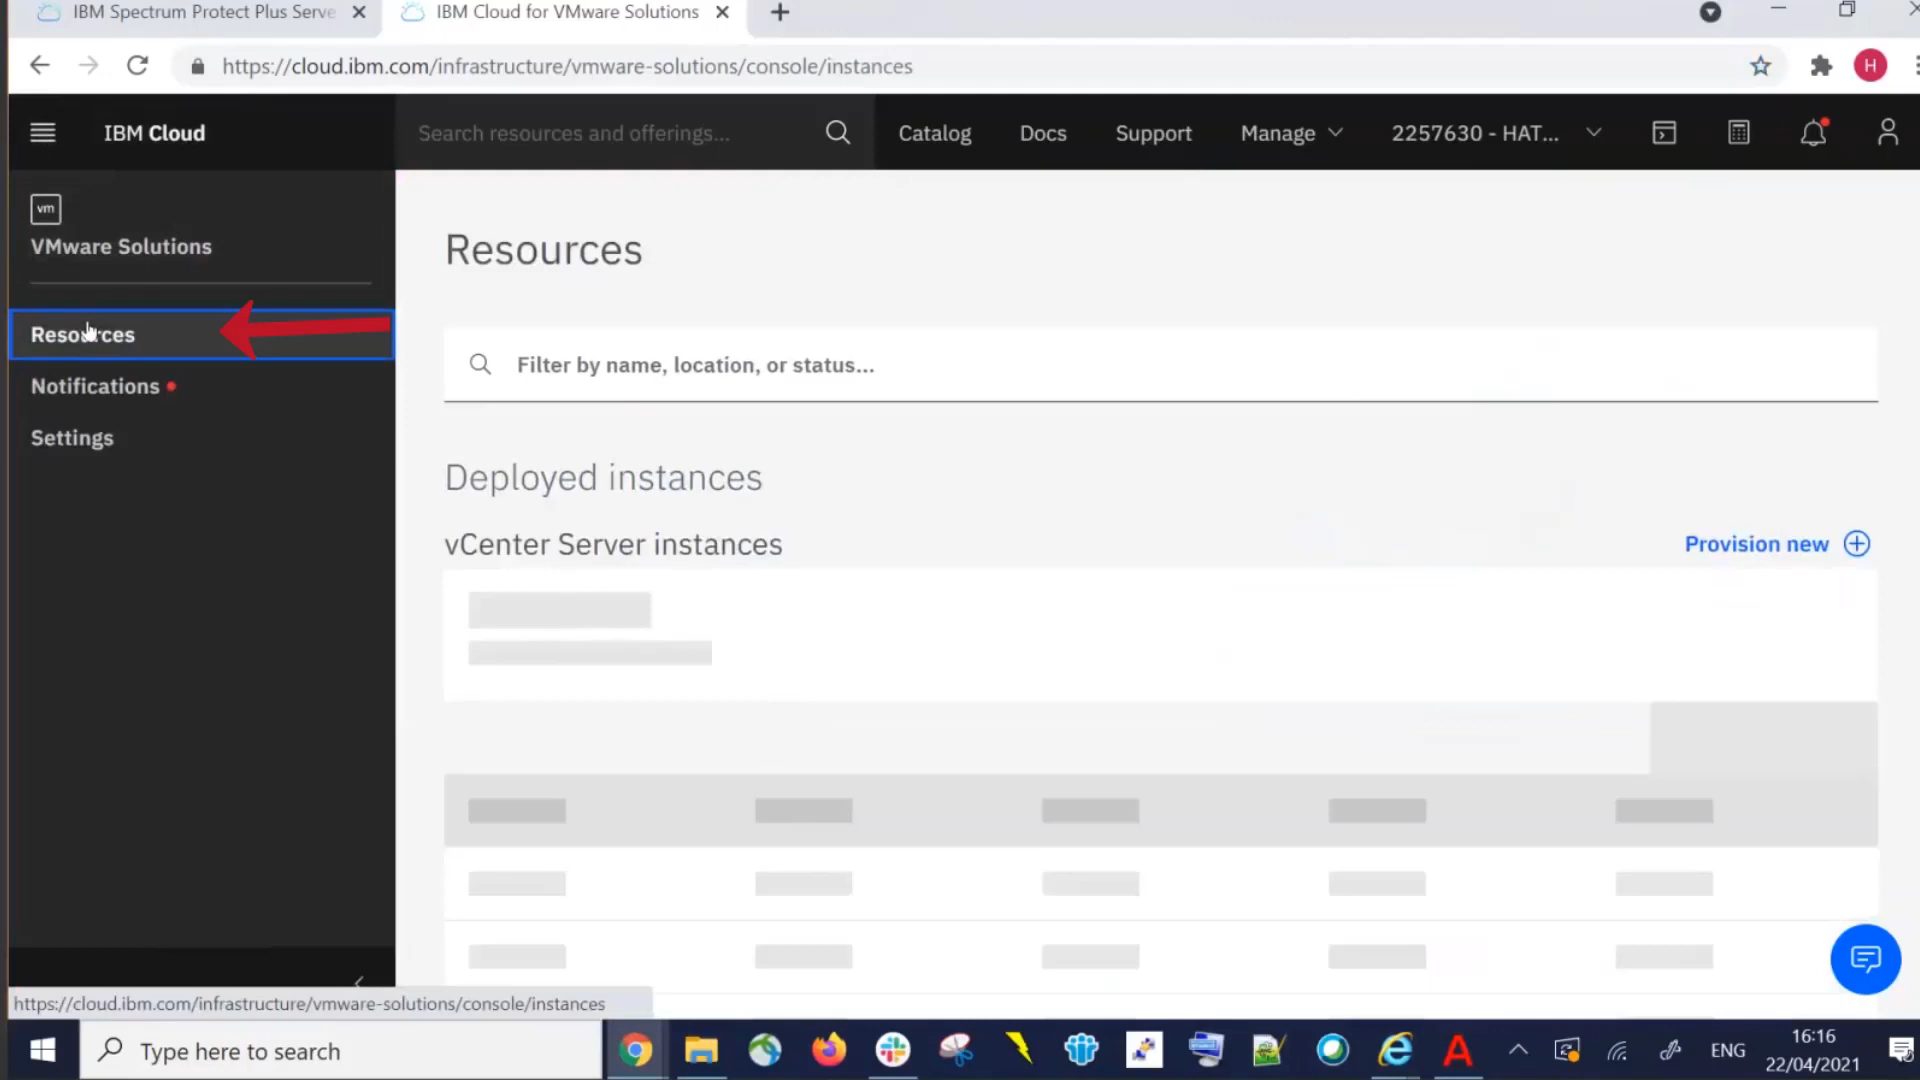 IBM Spectrum Protect Plus Serve
IBM Cloud for VMware Solutions
https://cloud.ibm.com/infrastructure/vmware-solutions/console/instances
H
IBM Cloud
Search resources and offerings...
Catalog
Docs
Support
Manage
2257630 - HAT...
vm
VMware Solutions
Resources
Notifications
Settings
Resources
Filter by name, location, or status...
Deployed instances
vCenter Server instances
Provision new
https://cloud.ibm.com/infrastructure/vmware-solutions/console/instances
Type here to search
ENG
16:16
22/04/2021